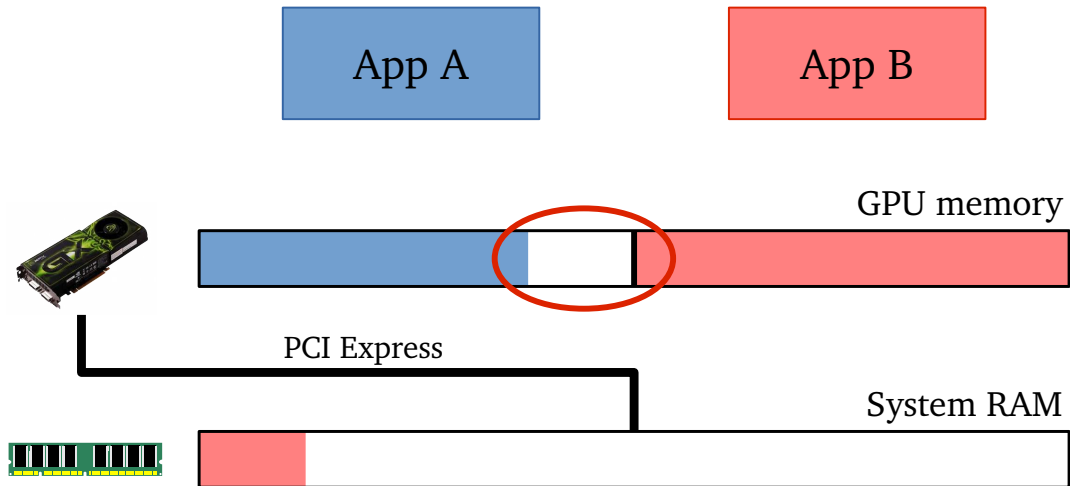 App A
App B
GPU memory
PCI Express
System RAM